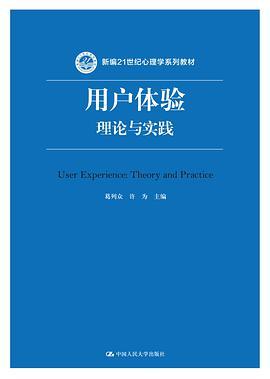 新编21世纪心理学系列教材
用户体验
理论与实践
User Experience: Theory and Practice
葛列众 许 为 主编
中国人民大学出版社